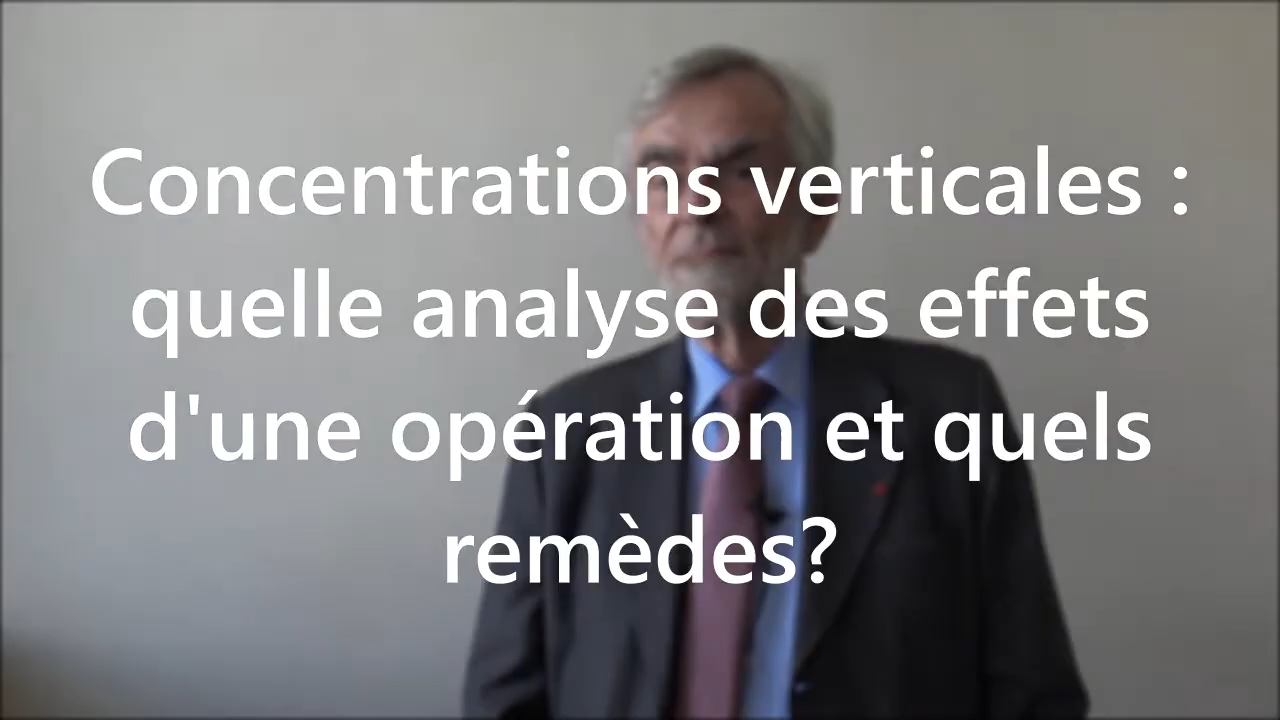 Concentrations verticales :
quelle analyse des effets
d'une opération et quels
remèdes?